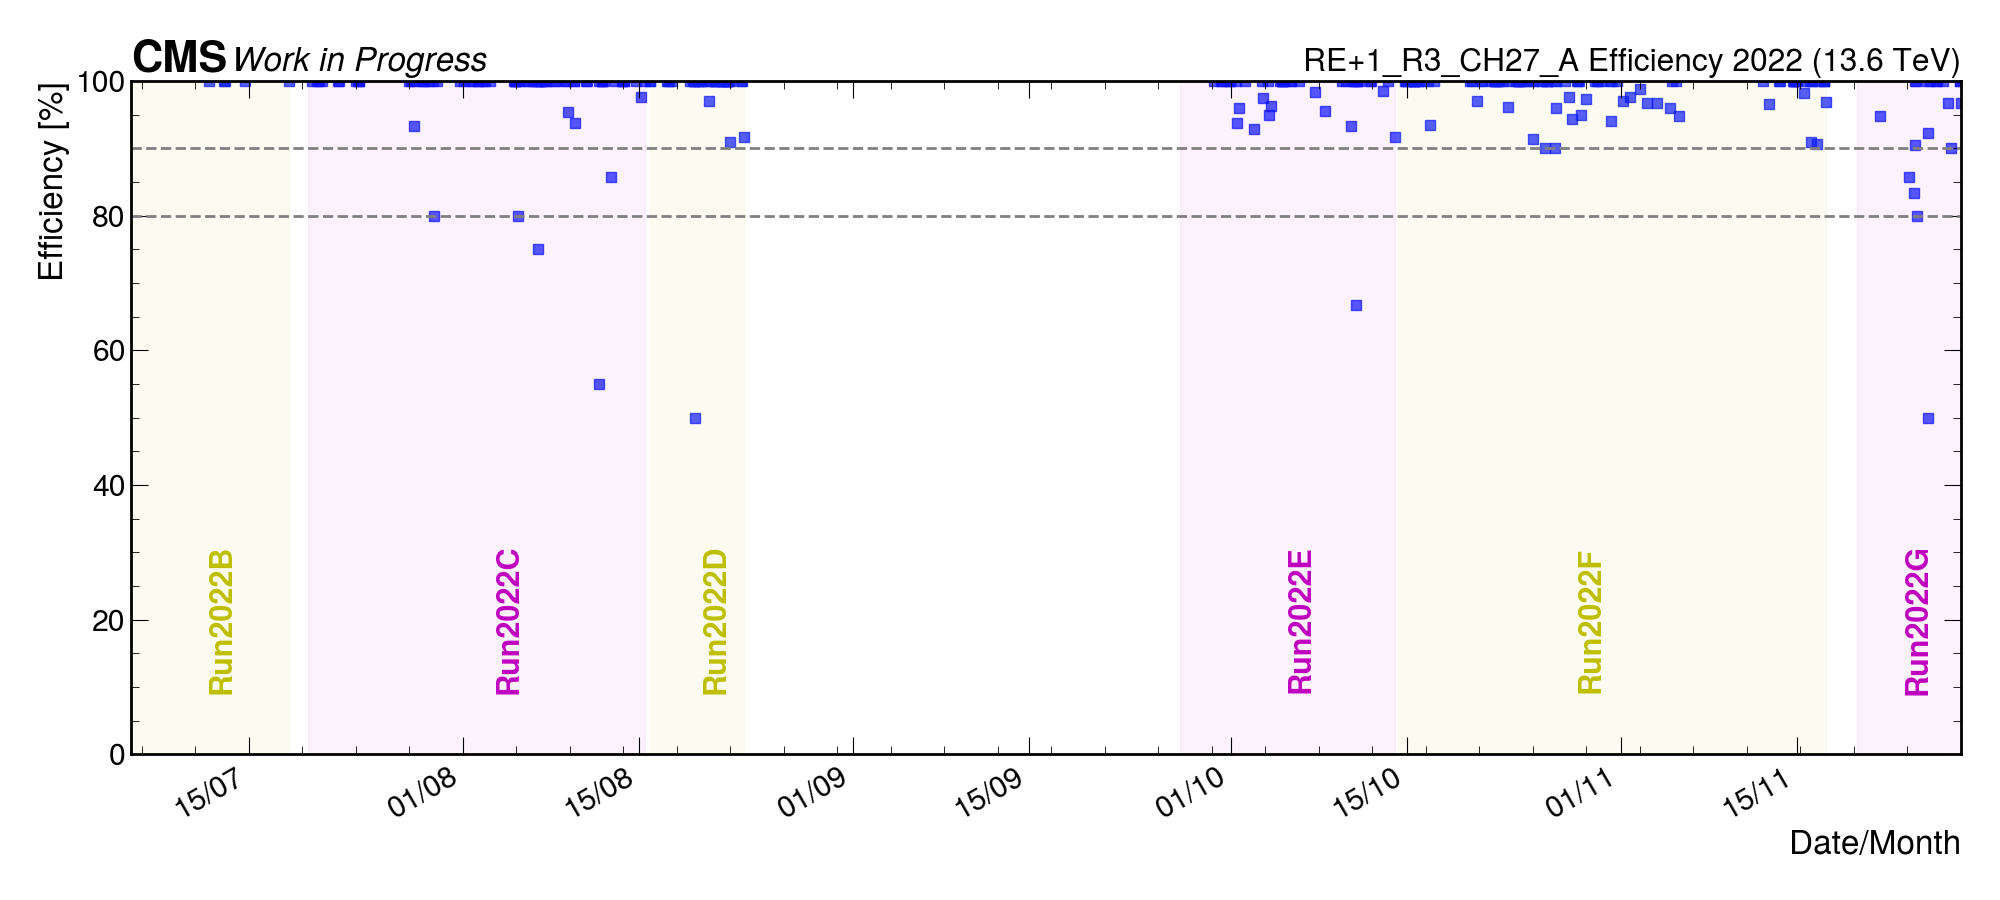 CMS Work in Progress
RE+1_R3_CH27_A Efficiency 2022 (13.6 TeV)
Efficiency [%]
100
80
60
40
20
0
Run2022B
Run2022C
Run2022D
Run2022E
Run2022F
Run2022G
15/07
01/08
15/08
01/09
15/09
01/10
15/10
01/11
15/11
Date/Month